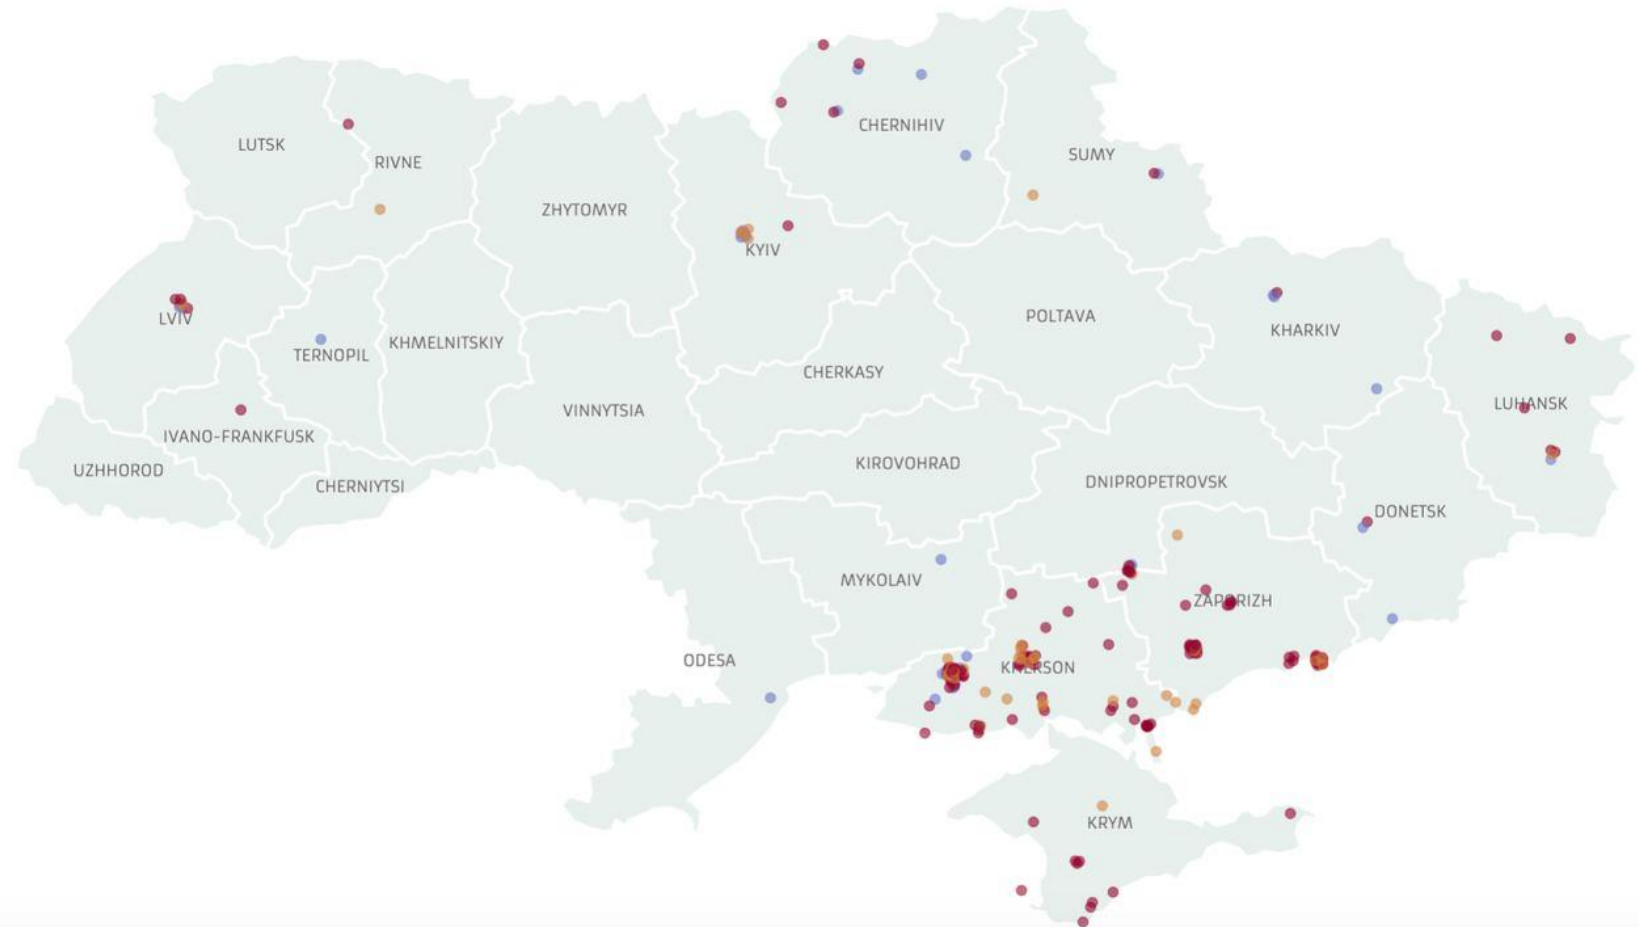 CHERNIHIV
LUTSK
RIVNE
SUMY
ZHYTOMYR
KYIV
LVIV
TERNOPIL
KHMELNITSKIY
POLTAVA
KHARKIV
CHERKASY
VINNYTSIA
LUHANSK
IVANO-FRANKFUSK
UZHHOROD
CHERNIYTSI
KIROVOHRAD
DNIPROPETROVSK
DONETSK
MYKOLAIV
ZAPORIZH
ODESA
KHERSON
KRYM